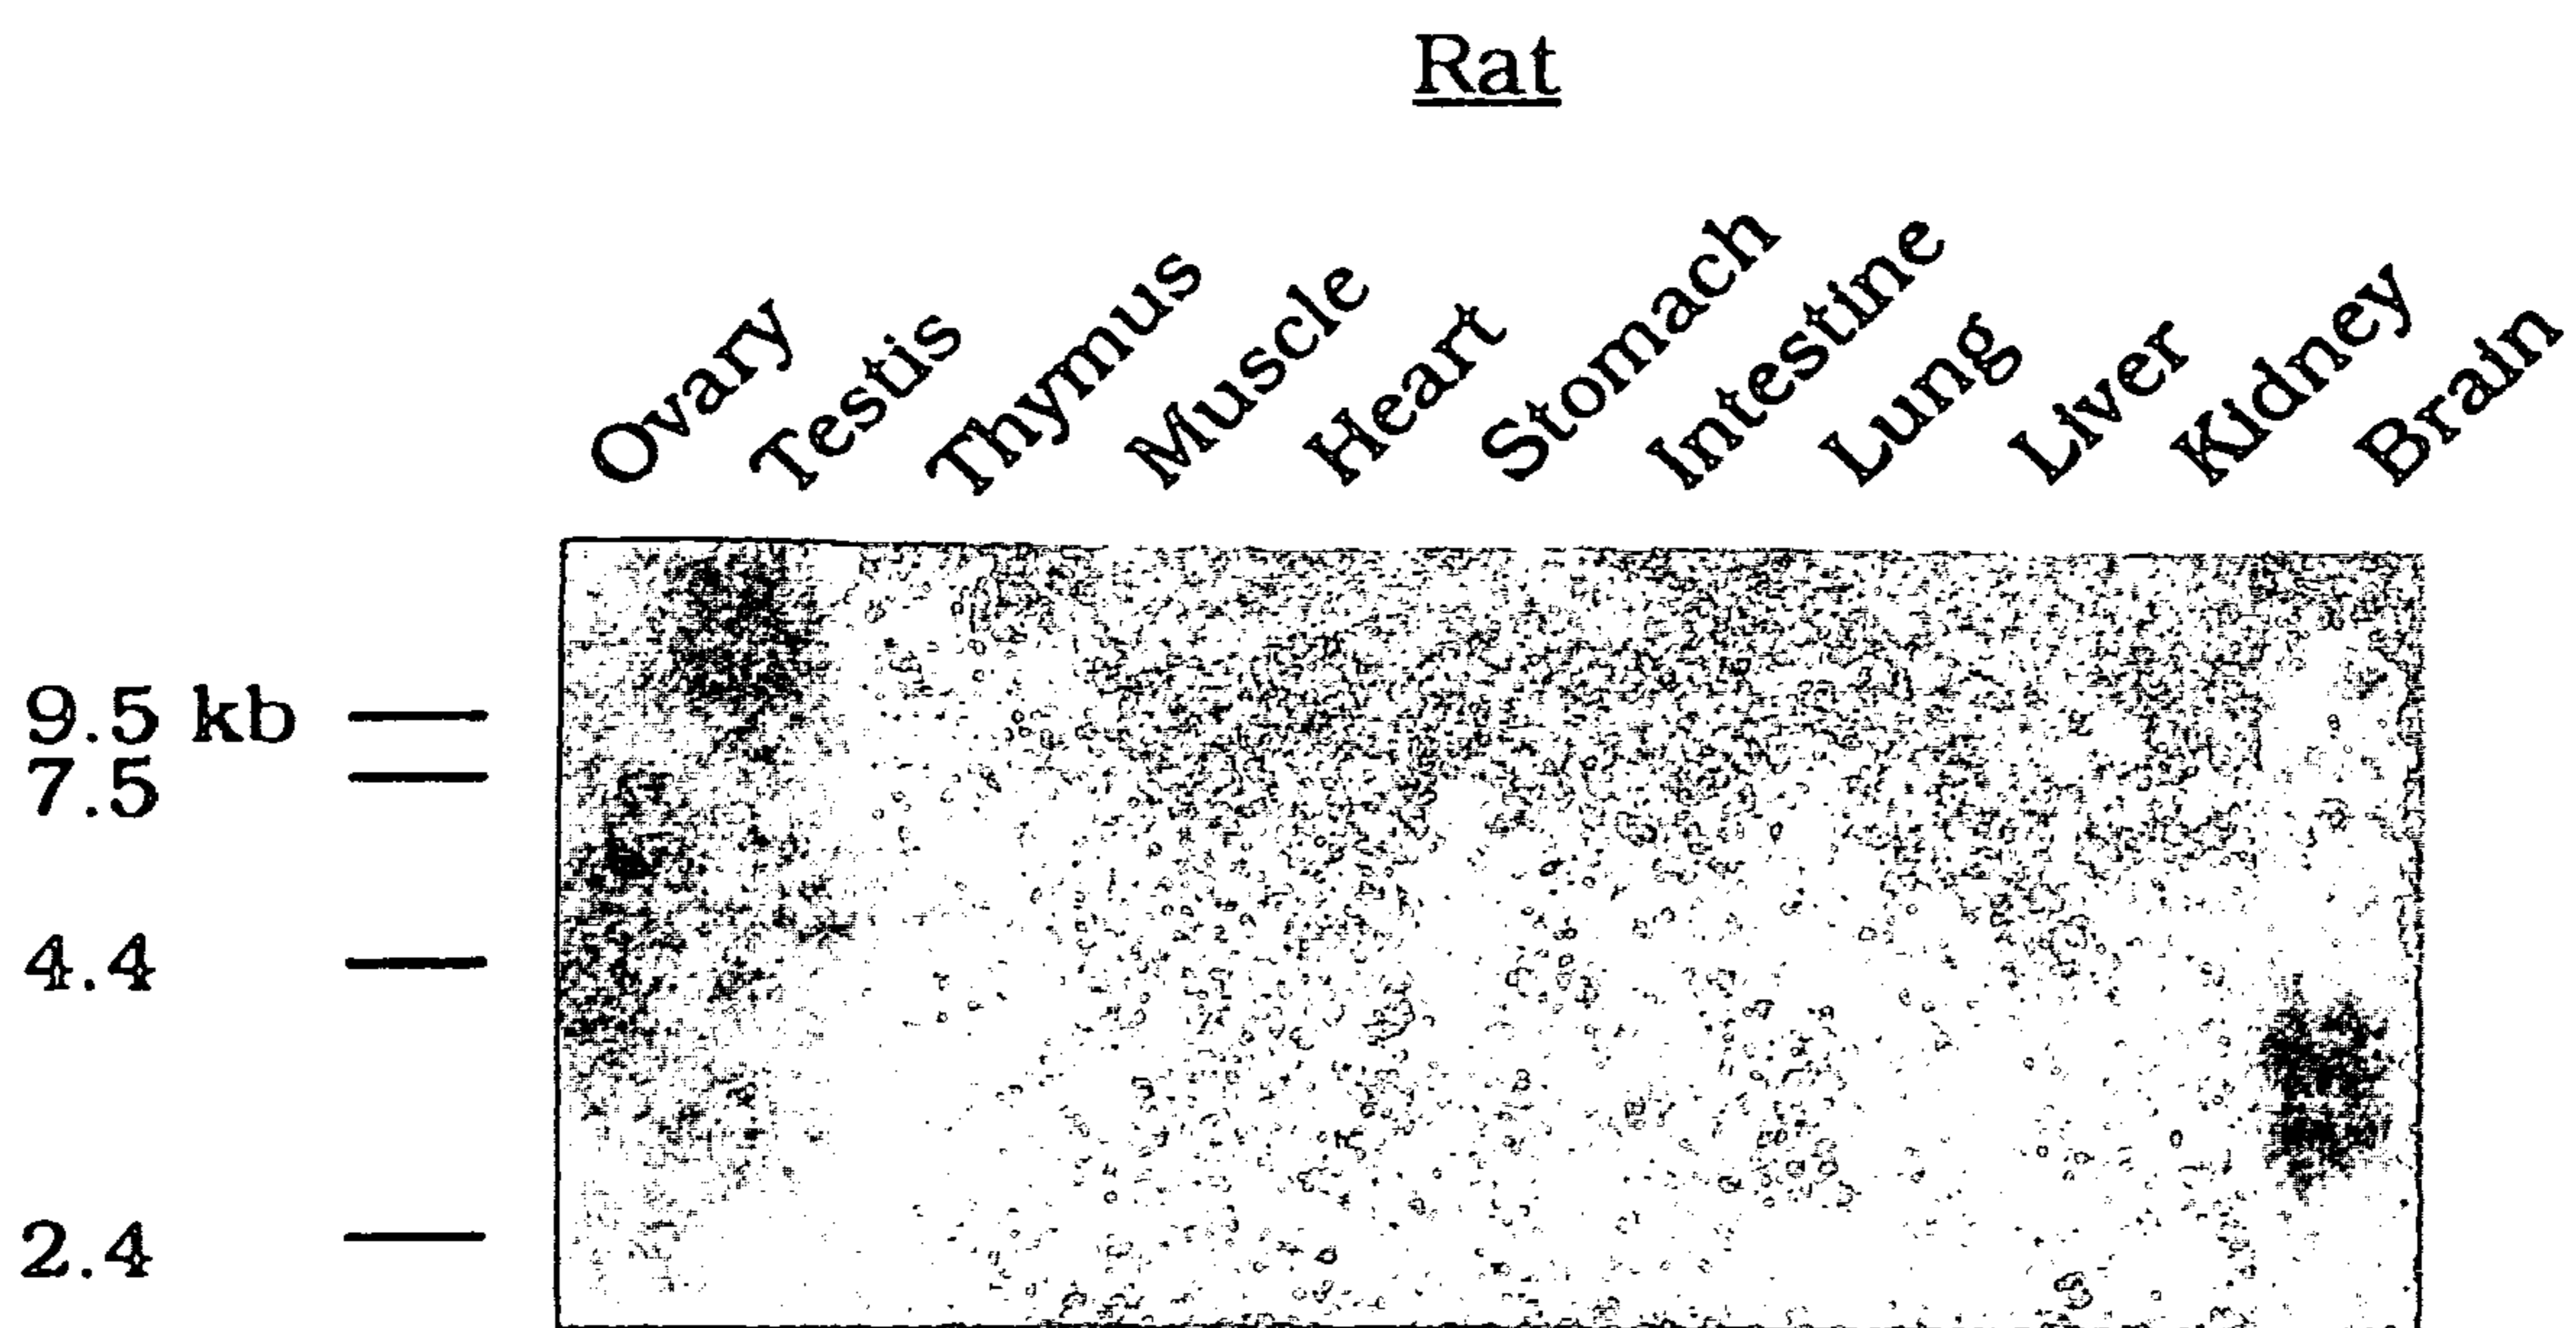 Rat
Ovary
Testis
Thymus
Muscle
Heart
Stomach
Intestine
Lung
Liver
Kidney
Brain
9.5 kb
7.5
4.4
2.4